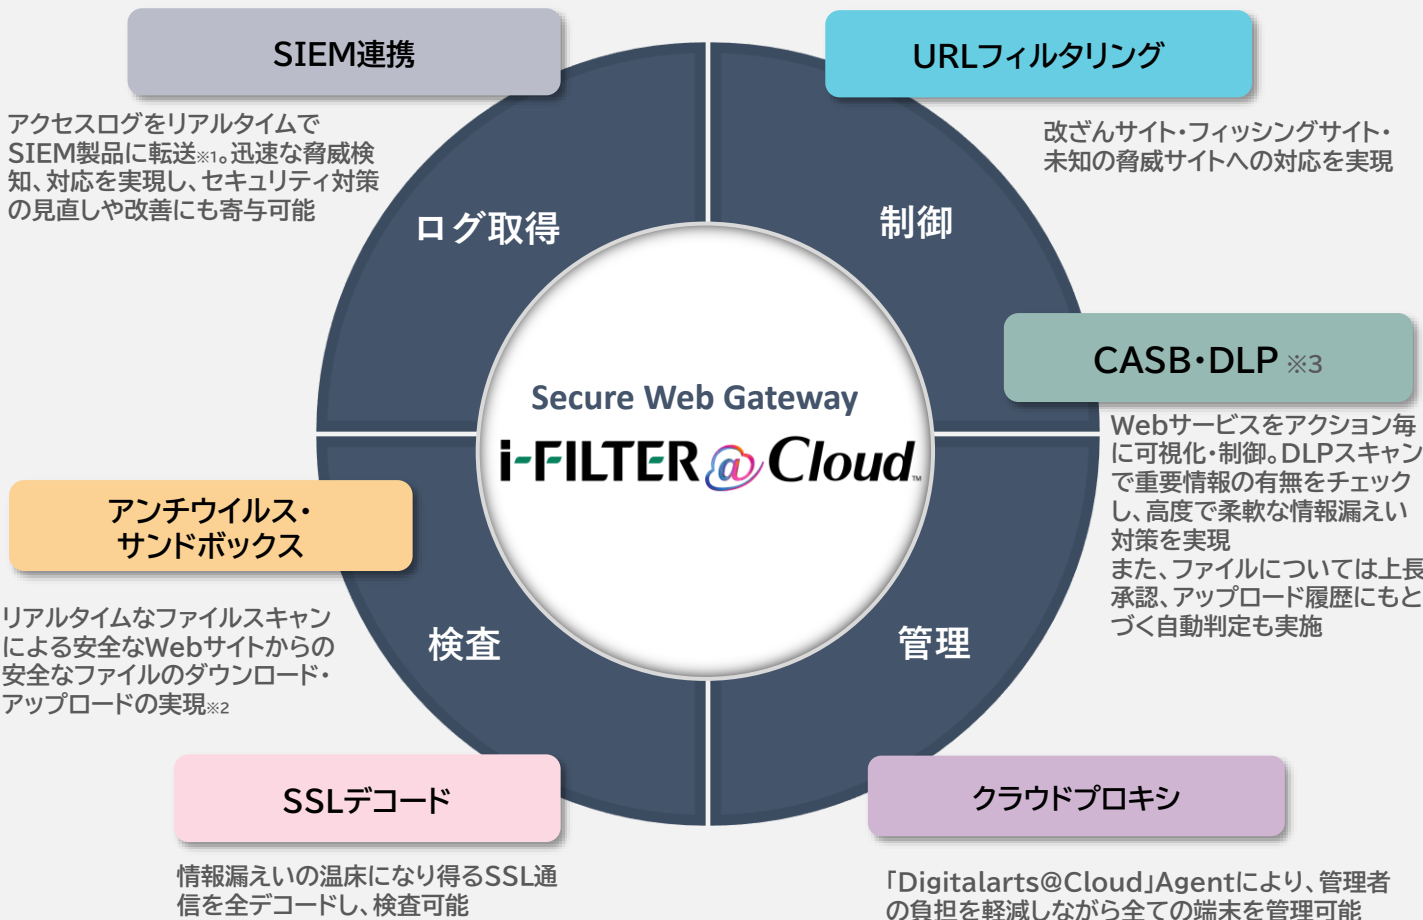 SIEM連携
アクセスログをリアルタイムで
SIEM製品に転送※1。迅速な脅威検
知、対応を実現し、セキュリティ対策
の見直しや改善にも寄与可能
URLフィルタリング
改ざんサイト・フィッシングサイト・
未知の脅威サイトへの対応を実現
ログ取得
制御
CASB・DLP ※3
Webサービスをアクション毎
に可視化・制御。DLPスキャン
で重要情報の有無をチェック
し、高度で柔軟な情報漏えい
対策を実現
また、ファイルについては上長
承認、アップロード履歴にもと
づく自動判定も実施
Secure Web Gateway
i-FILTER@Cloud™
アンチウイルス・
サンドボックス
リアルタイムなファイルスキャン
による安全なWebサイトからの
安全なファイルのダウンロード・
アップロードの実現※2
検査
管理
SSLデコード
情報漏えいの温床になり得るSSL通
信を全デコードし、検査可能
クラウドプロキシ
「Digitalarts@Cloud」Agentにより、管理者
の負担を軽減しながら全ての端末を管理可能